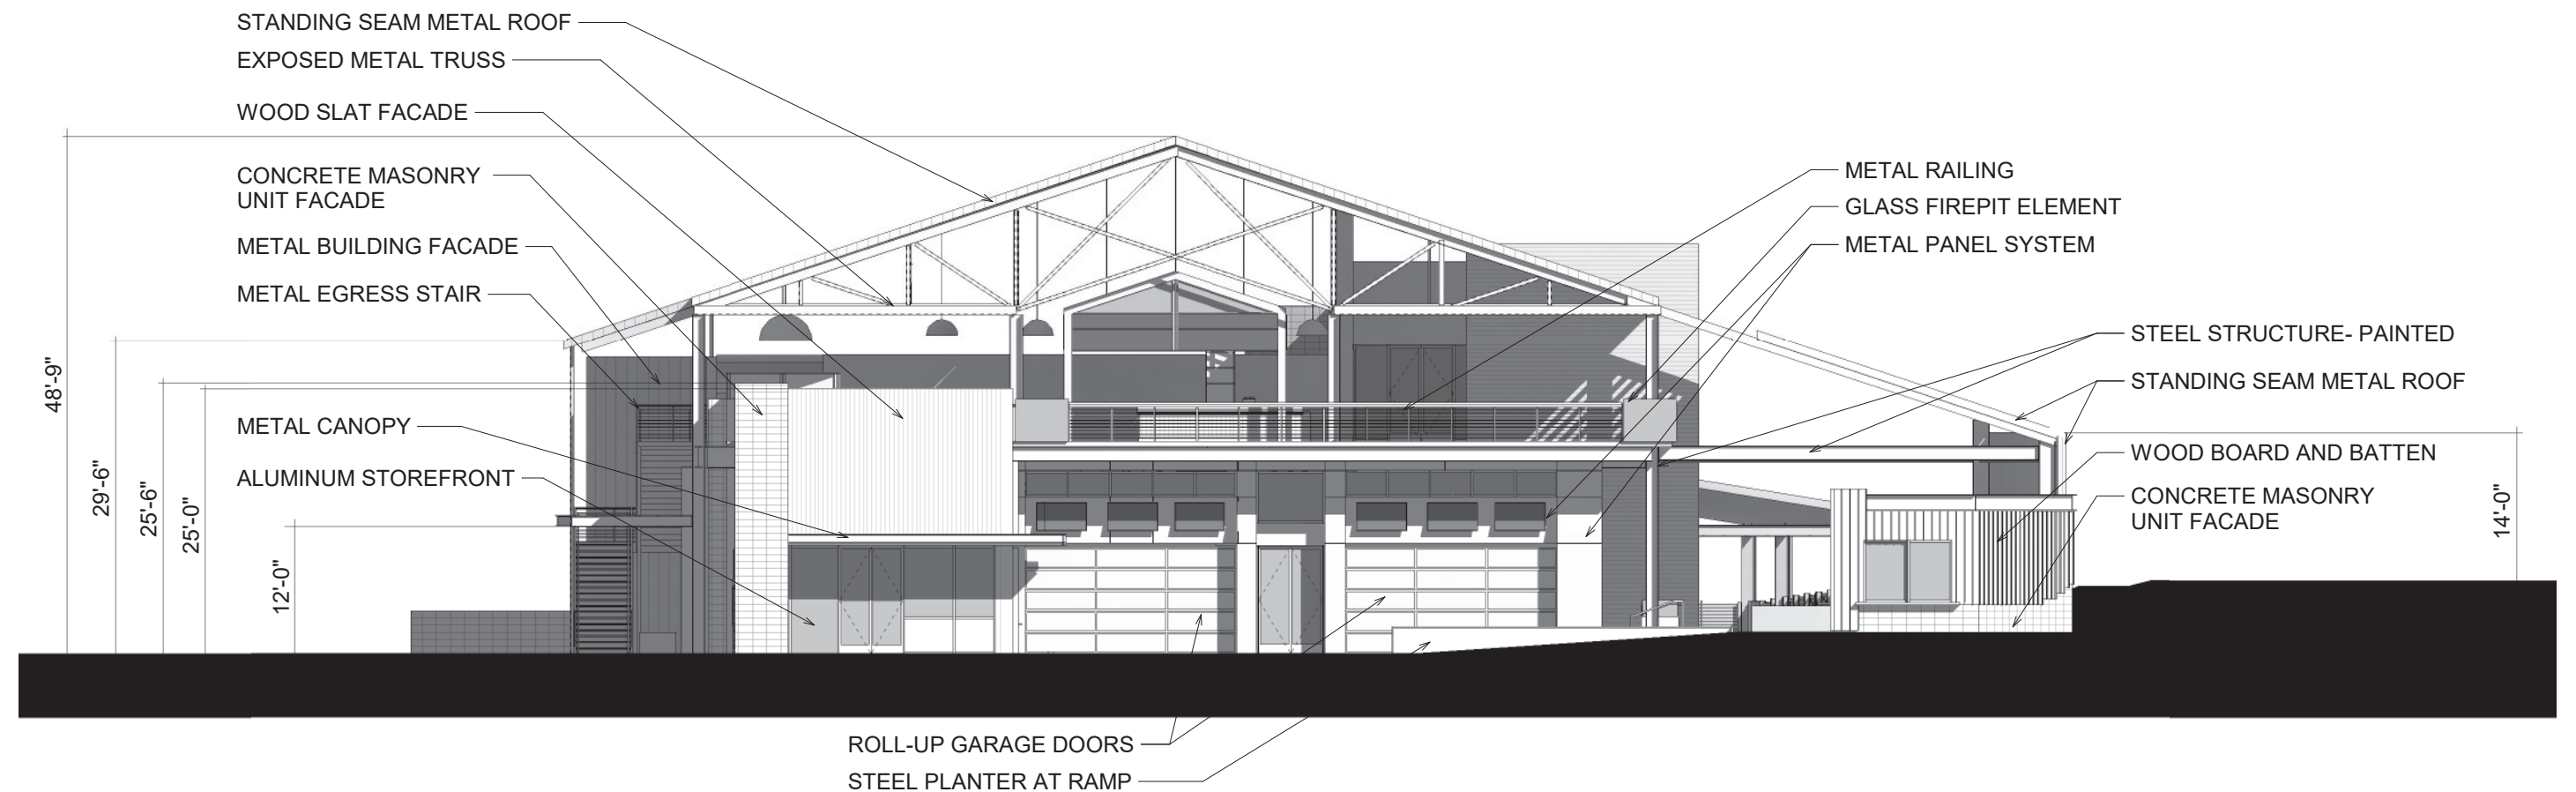 STANDING SEAM METAL ROOF
EXPOSED METAL TRUSS
WOOD SLAT FACADE
CONCRETE MASONRY
UNIT FACADE
METAL BUILDING FACADE
METAL EGRESS STAIR
METAL CANOPY
ALUMINUM STOREFRONT
48'-9"
29'-6"
25'-6"
25'-0"
12'-0"
METAL RAILING
GLASS FIREPIT ELEMENT
METAL PANEL SYSTEM
STEEL STRUCTURE- PAINTED
STANDING SEAM METAL ROOF
WOOD BOARD AND BATTEN
CONCRETE MASONRY
UNIT FACADE
14'-0"
ROLL-UP GARAGE DOORS
STEEL PLANTER AT RAMP